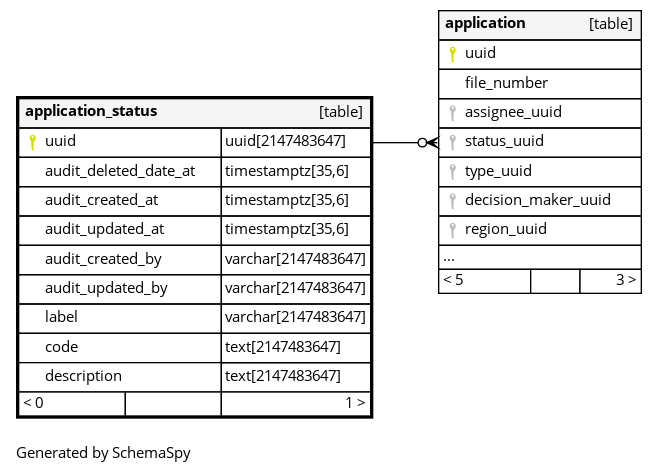 application [table]
uuid
file_number
assignee_uuid
status_uuid
type_uuid
decision_maker_uuid
region_uuid
...
< 5 3 >
application_status [table]
uuid uuid[2147483647]
audit_deleted_date_at timestamptz[35,6]
audit_created_at timestamptz[35,6]
audit_updated_at timestamptz[35,6]
audit_created_by varchar[2147483647]
audit_updated_by varchar[2147483647]
label varchar[2147483647]
code text[2147483647]
description text[2147483647]
< 0 1 >
Generated by SchemaSpy